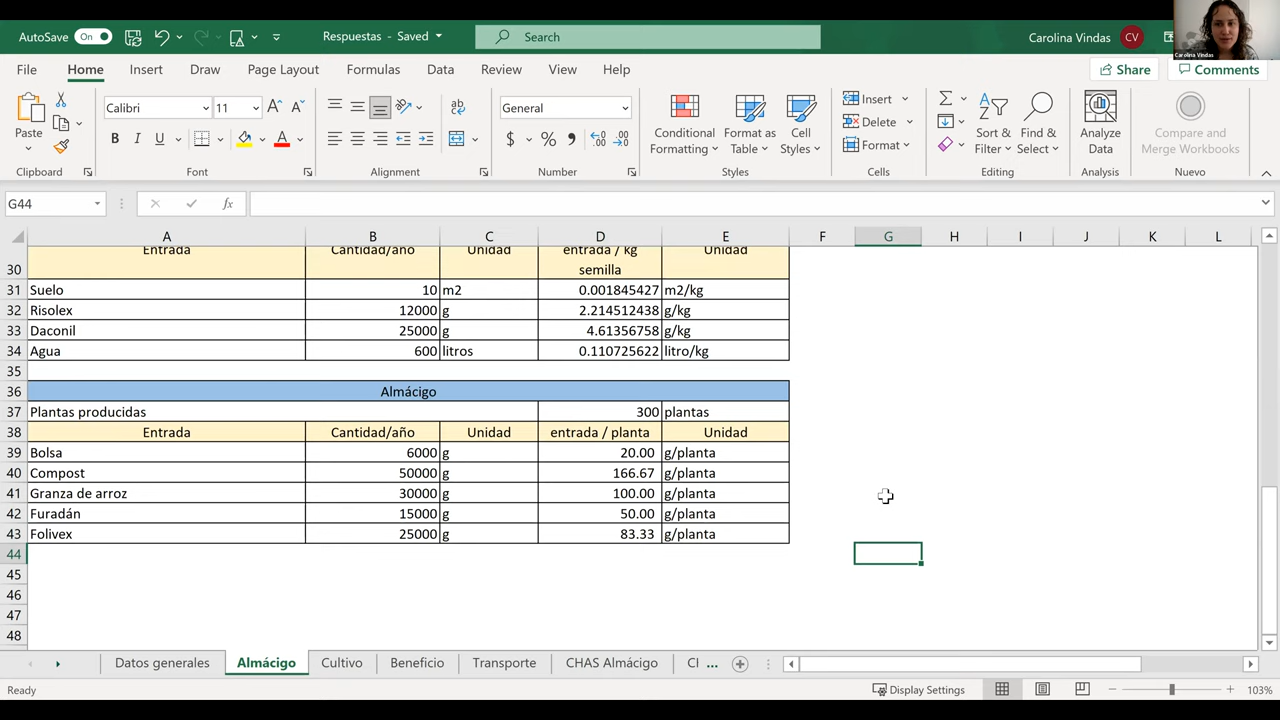 AutoSave On Respuestas - Saved Search Carolina Vindas CV
Carolina Vindas
File Home Insert Draw Page Layout Formulas Data Review View Help Share Comments
Paste Calibri 11 A A ab General Conditional Formatting Format as Table Cell Styles Insert Delete Format Sort & Filter Find & Select Analyze Data Compare and Merge Workbooks
B I U A $ %
Clipboard Font Alignment Number Styles Cells Editing Analysis Nuevo
G44 fx
A B C D E F G H I J K L
30 Entrada Cantidad/año Unidad entrada / kg semilla Unidad
31 Suelo 10 m2 0.001845427 m2/kg
32 Risolex 12000 g 2.214512438 g/kg
33 Daconil 25000 g 4.61356758 g/kg
34 Agua 600 litros 0.110725622 litro/kg
35
36 Almácigo
37 Plantas producidas 300 plantas
38 Entrada Cantidad/año Unidad entrada / planta Unidad
39 Bolsa 6000 g 20.00 g/planta
40 Compost 50000 g 166.67 g/planta
41 Granza de arroz 30000 g 100.00 g/planta
42 Furadán 15000 g 50.00 g/planta
43 Folivex 25000 g 83.33 g/planta
44
45
46
47
48
Datos generales Almácigo Cultivo Beneficio Transporte CHAS Almácigo CI ...
Ready Display Settings 103%